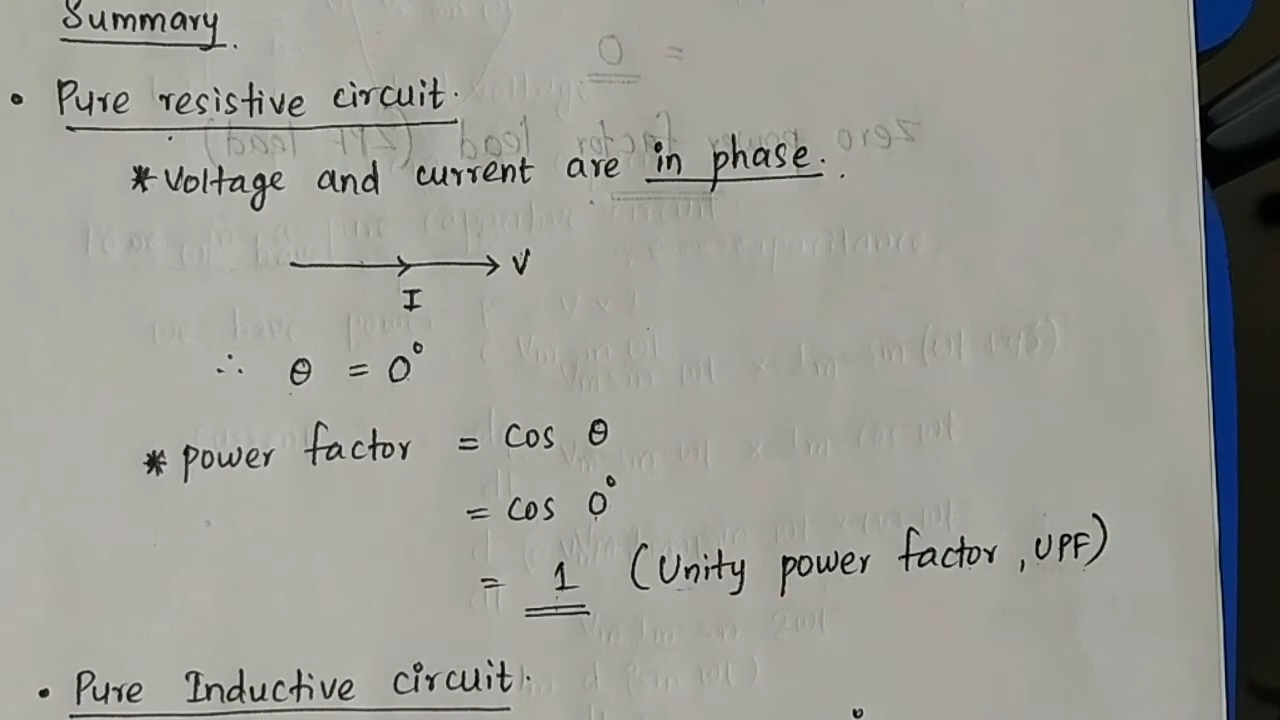 Summary.
• Pure resistive circuit.
* Voltage and current are in phase.
V
I
∴ θ = 0°
* power factor = cos θ
= cos 0°
= 1 (Unity power factor, UPF)
• Pure Inductive circuit.